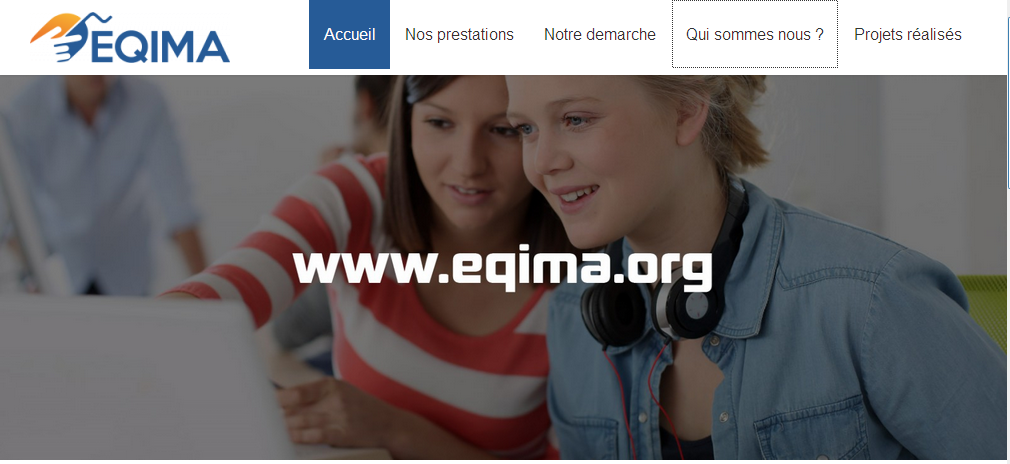 EQIMA
Accueil Nos prestations Notre demarche Qui sommes nous ? Projets réalisés
www.eqima.org